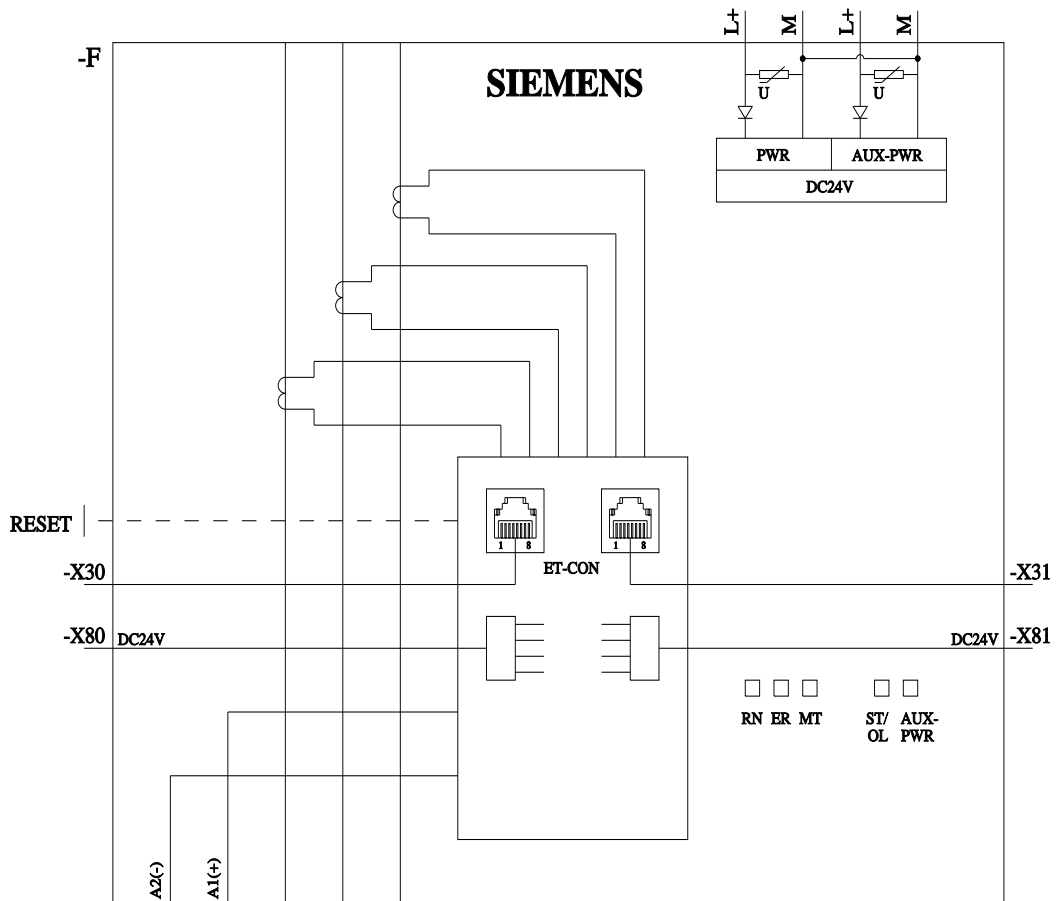 L+ M L+ M
-F
SIEMENS
U U
PWR AUX-PWR
DC24V
RESET
1 8 1 8
ET-CON
-X30 -X31
-X80 DC24V DC24V -X81
RN ER MT ST/ AUX-
OL PWR
A2(-) A1(+)